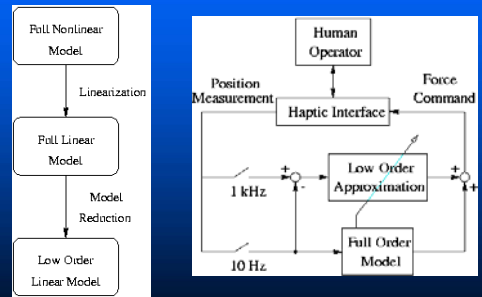 Full Nonlinear
Model
Linearization
Full Linear
Model
Model
Reduction
Low Order
Linear Model
Human
Operator
Position
Measurement
Force
Command
Haptic Interface
+
-
1 kHz
Low Order
Approximation
+
+
10 Hz
Full Order
Model